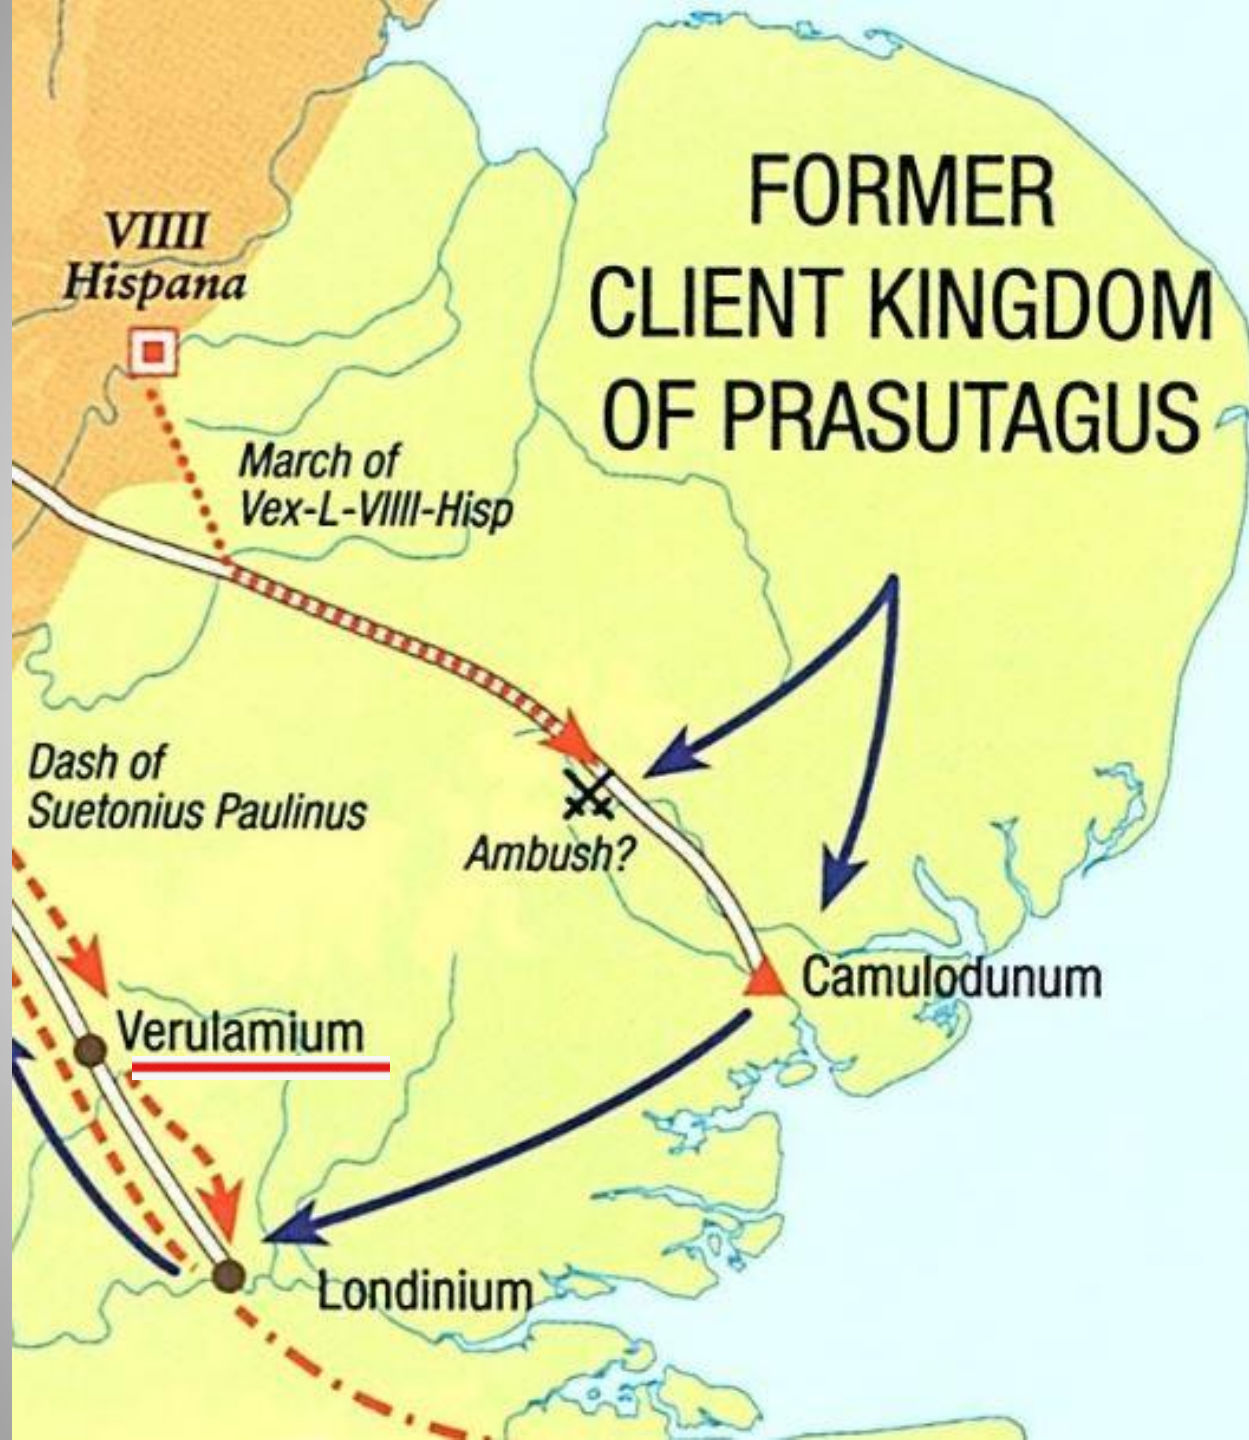 FORMER
CLIENT KINGDOM
OF PRASUTAGUS
VIIII
Hispana
March of
Vex-L-VIIII-Hisp
Dash of
Suetonius Paulinus
Ambush?
Camulodunum
Verulamium
Londinium